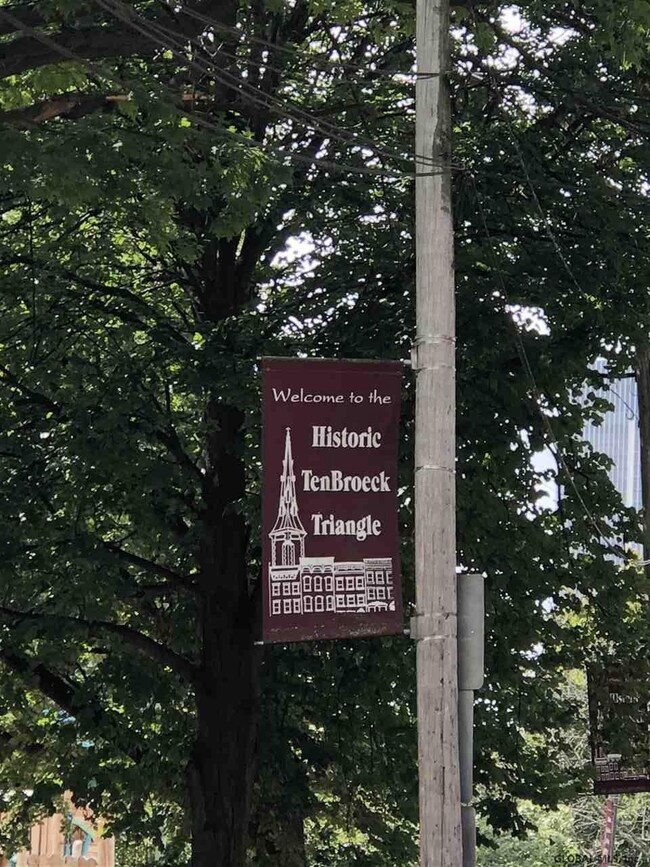 Welcome to the
Historic
TenBroeck
Triangle